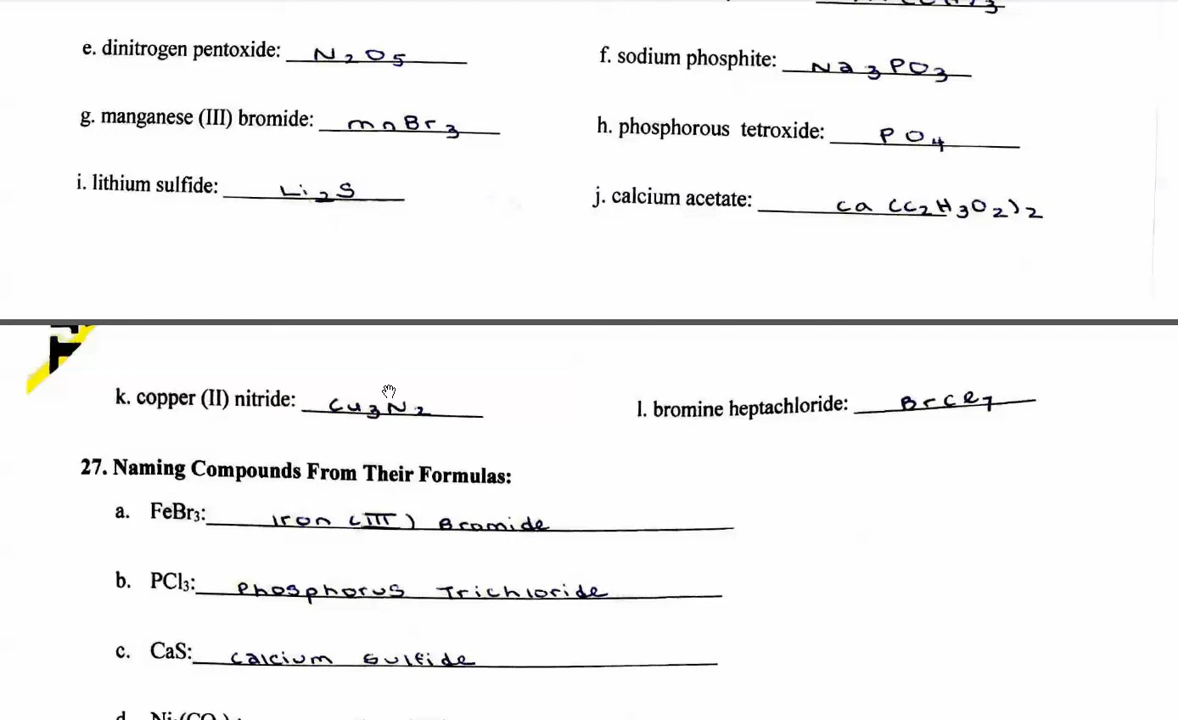 e. dinitrogen pentoxide: N2O5 f. sodium phosphite: Na3PO3
g. manganese (III) bromide: mnBr3 h. phosphorous tetroxide: PO4
i. lithium sulfide: Li2S j. calcium acetate: ca (C2H3O2)2
k. copper (II) nitride: Cu3N2 l. bromine heptachloride: BrCl7
27. Naming Compounds From Their Formulas:
a. FeBr3: Iron (III) Bromide
b. PCl3: Phosphorus Trichloride
c. CaS: calcium sulfide